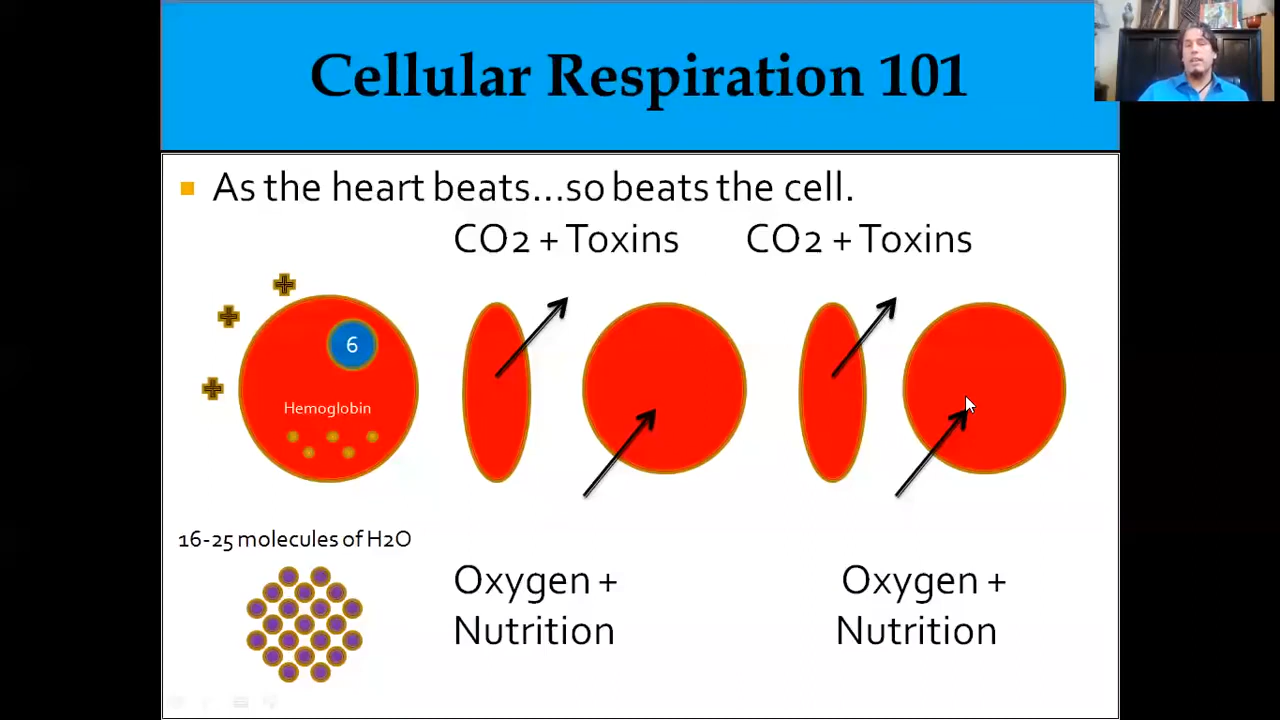 Cellular Respiration 101
As the heart beats...so beats the cell.
CO2 + Toxins
CO2 + Toxins
6
Hemoglobin
16-25 molecules of H2O
Oxygen +
Nutrition
Oxygen +
Nutrition